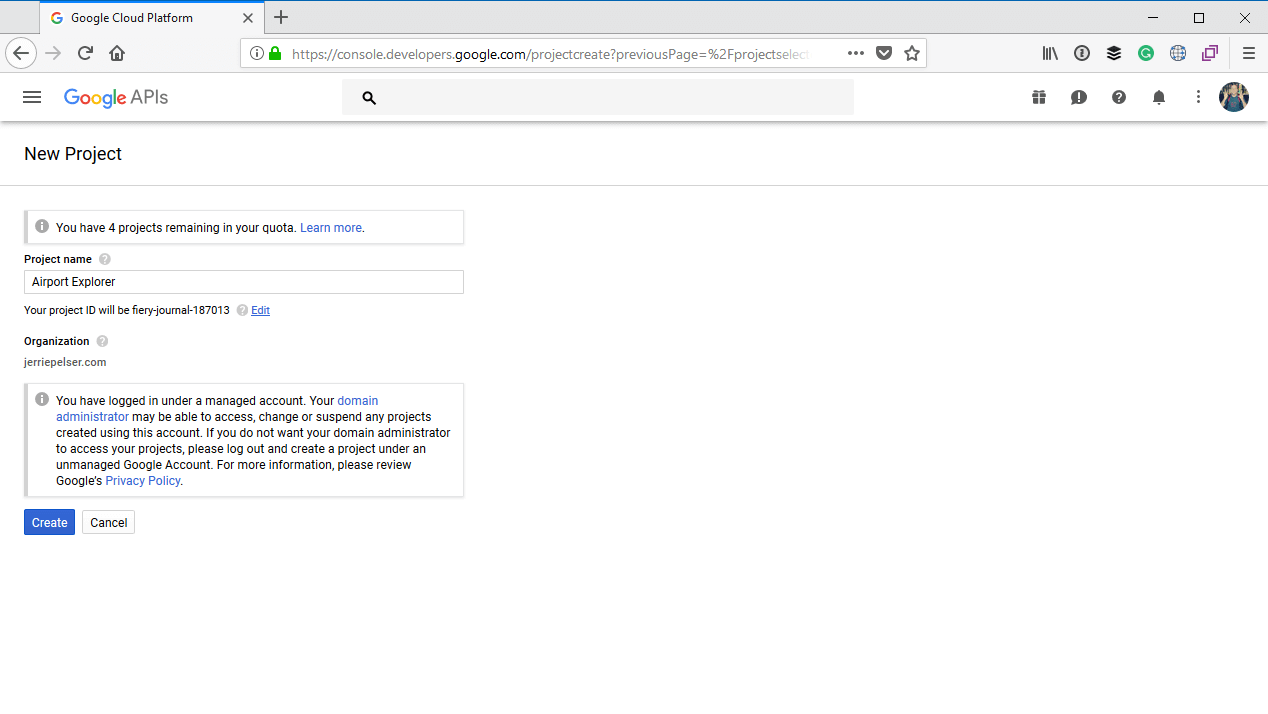 Google Cloud Platform
https://console.developers.google.com/projectcreate?previousPage=%2Fprojectselect
Google APIs
New Project
You have 4 projects remaining in your quota. Learn more.
Project name
Airport Explorer
Your project ID will be fiery-journal-187013 Edit
Organization
jerriepelser.com
You have logged in under a managed account. Your domain
administrator may be able to access, change or suspend any projects
created using this account. If you do not want your domain administrator
to access your projects, please log out and create a project under an
unmanaged Google Account. For more information, please review
Google's Privacy Policy.
Create Cancel